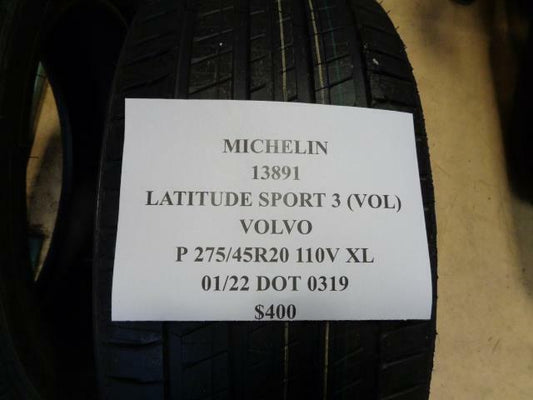 MICHELIN
13891
LATITUDE SPORT 3 (VOL)
VOLVO
P 275/45R20 110V XL
01/22 DOT 0319
$400